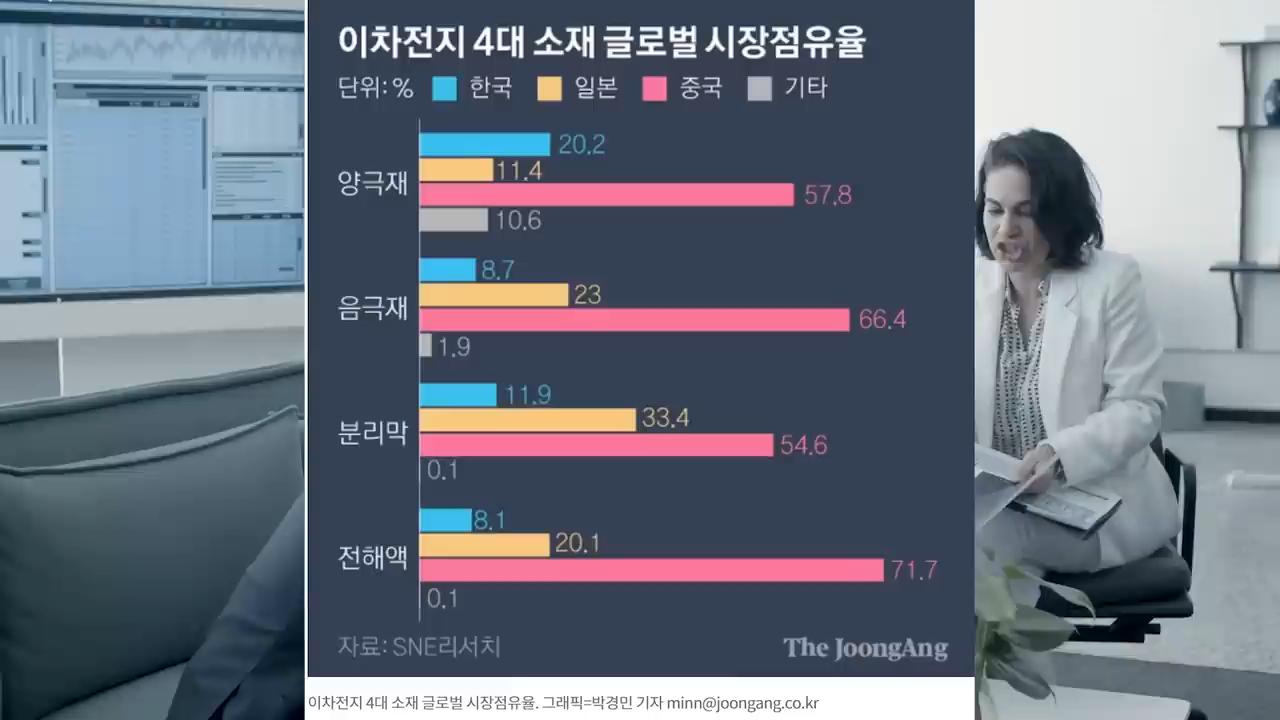 이차전지 4대 소재 글로벌 시장점유율
단위: % 한국 일본 중국 기타
양극재
20.2
11.4
57.8
10.6
음극재
8.7
23
66.4
1.9
분리막
11.9
33.4
54.6
0.1
전해액
8.1
20.1
71.7
0.1
자료: SNE리서치 The JoongAng
이차전지 4대 소재 글로벌 시장점유율. 그래픽=박경민 기자 minn@joongang.co.kr